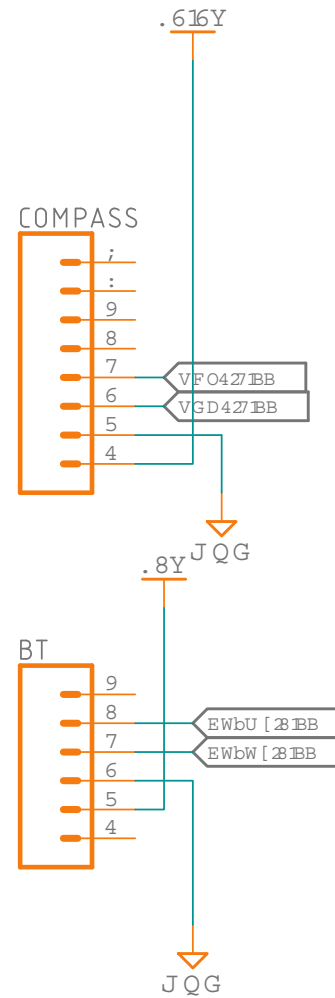 .616Y
COMPASS
;
:
9
8
7
VFO4271BB
6
VGD4271BB
5
4
JQG
.8Y
BT
9
8
EWbU[281BB
7
EWbW[281BB
6
5
4
JQG